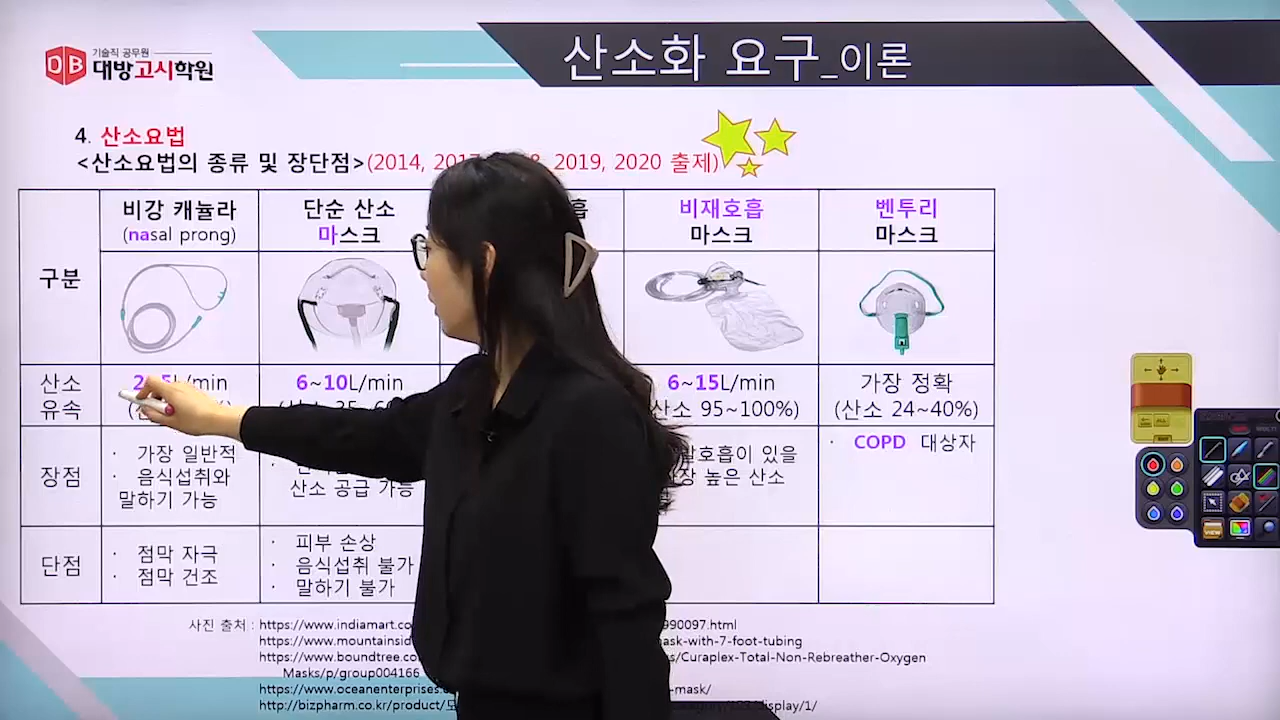 산소화 요구_이론
기술직 공무원
대방고시학원
4. 산소요법
<산소요법의 종류 및 장단점>(2014, 2019, 2020 출제)
구분
비강 캐뉼라
(nasal prong)
단순 산소
마스크
흡
비재호흡
마스크
벤투리
마스크
산소
유속
L/min
6~10L/min
6~15L/min
산소 95~100%)
가장 정확
(산소 24~40%)
장점
· 가장 일반적
· 음식섭취와
말하기 가능
산소 공급 가능
호흡이 있을
높은 산소
· COPD 대상자
단점
· 점막 자극
· 점막 건조
· 피부 손상
· 음식섭취 불가
· 말하기 불가
사진 출처 : https://www.indiamart.co 990097.html
https://www.mountainsid ask-with-7-foot-tubing
https://www.boundtree.co s/Curaplex-Total-Non-Rebreather-Oxygen
Masks/p/group004166
https://www.oceanenterprises. -mask/
http://bizpharm.co.kr/product/ display/1/